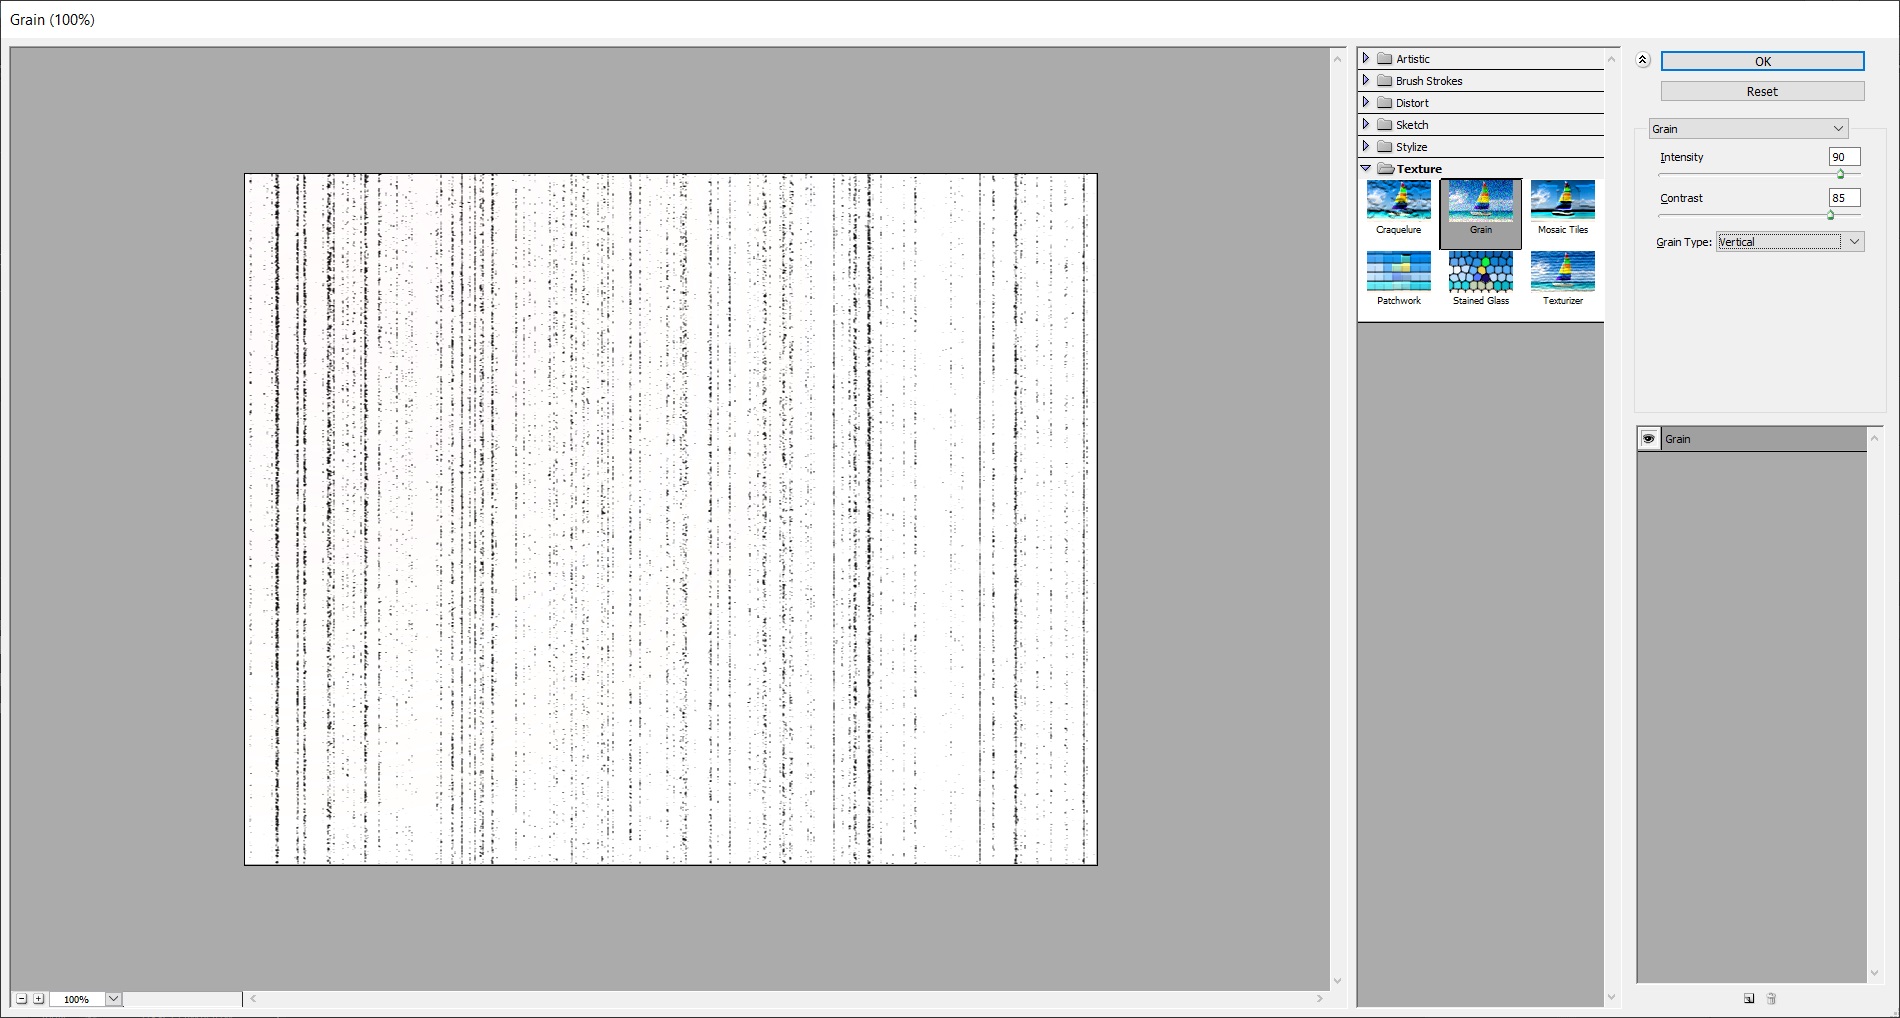 Grain (100%)
Artistic
Brush Strokes
Distort
Sketch
Stylize
Texture
Craquelure Grain Mosaic Tiles
Patchwork Stained Glass Texturizer
OK
Reset
Grain
Intensity 90
Contrast 85
Grain Type: Vertical
Grain
100%